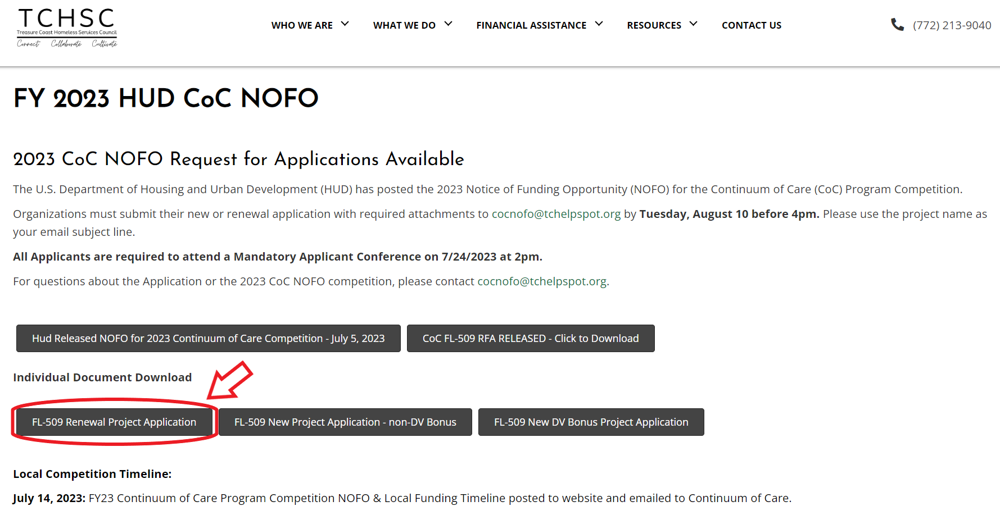 TCHSC
Treasure Coast Homeless Services Council
Connect Collaborate Cultivate
WHO WE ARE
WHAT WE DO
FINANCIAL ASSISTANCE
RESOURCES
CONTACT US
(772) 213-9040
FY 2023 HUD CoC NOFO
2023 CoC NOFO Request for Applications Available
The U.S. Department of Housing and Urban Development (HUD) has posted the 2023 Notice of Funding Opportunity (NOFO) for the Continuum of Care (CoC) Program Competition.
Organizations must submit their new or renewal application with required attachments to cocnofo@tchelpspot.org by Tuesday, August 10 before 4pm. Please use the project name as
your email subject line.
All Applicants are required to attend a Mandatory Applicant Conference on 7/24/2023 at 2pm.
For questions about the Application or the 2023 CoC NOFO competition, please contact cocnofo@tchelpspot.org.
Hud Released NOFO for 2023 Continuum of Care Competition - July 5, 2023
CoC FL-509 RFA RELEASED - Click to Download
Individual Document Download
FL-509 Renewal Project Application
FL-509 New Project Application - non-DV Bonus
FL-509 New DV Bonus Project Application
Local Competition Timeline:
July 14, 2023: FY23 Continuum of Care Program Competition NOFO & Local Funding Timeline posted to website and emailed to Continuum of Care.